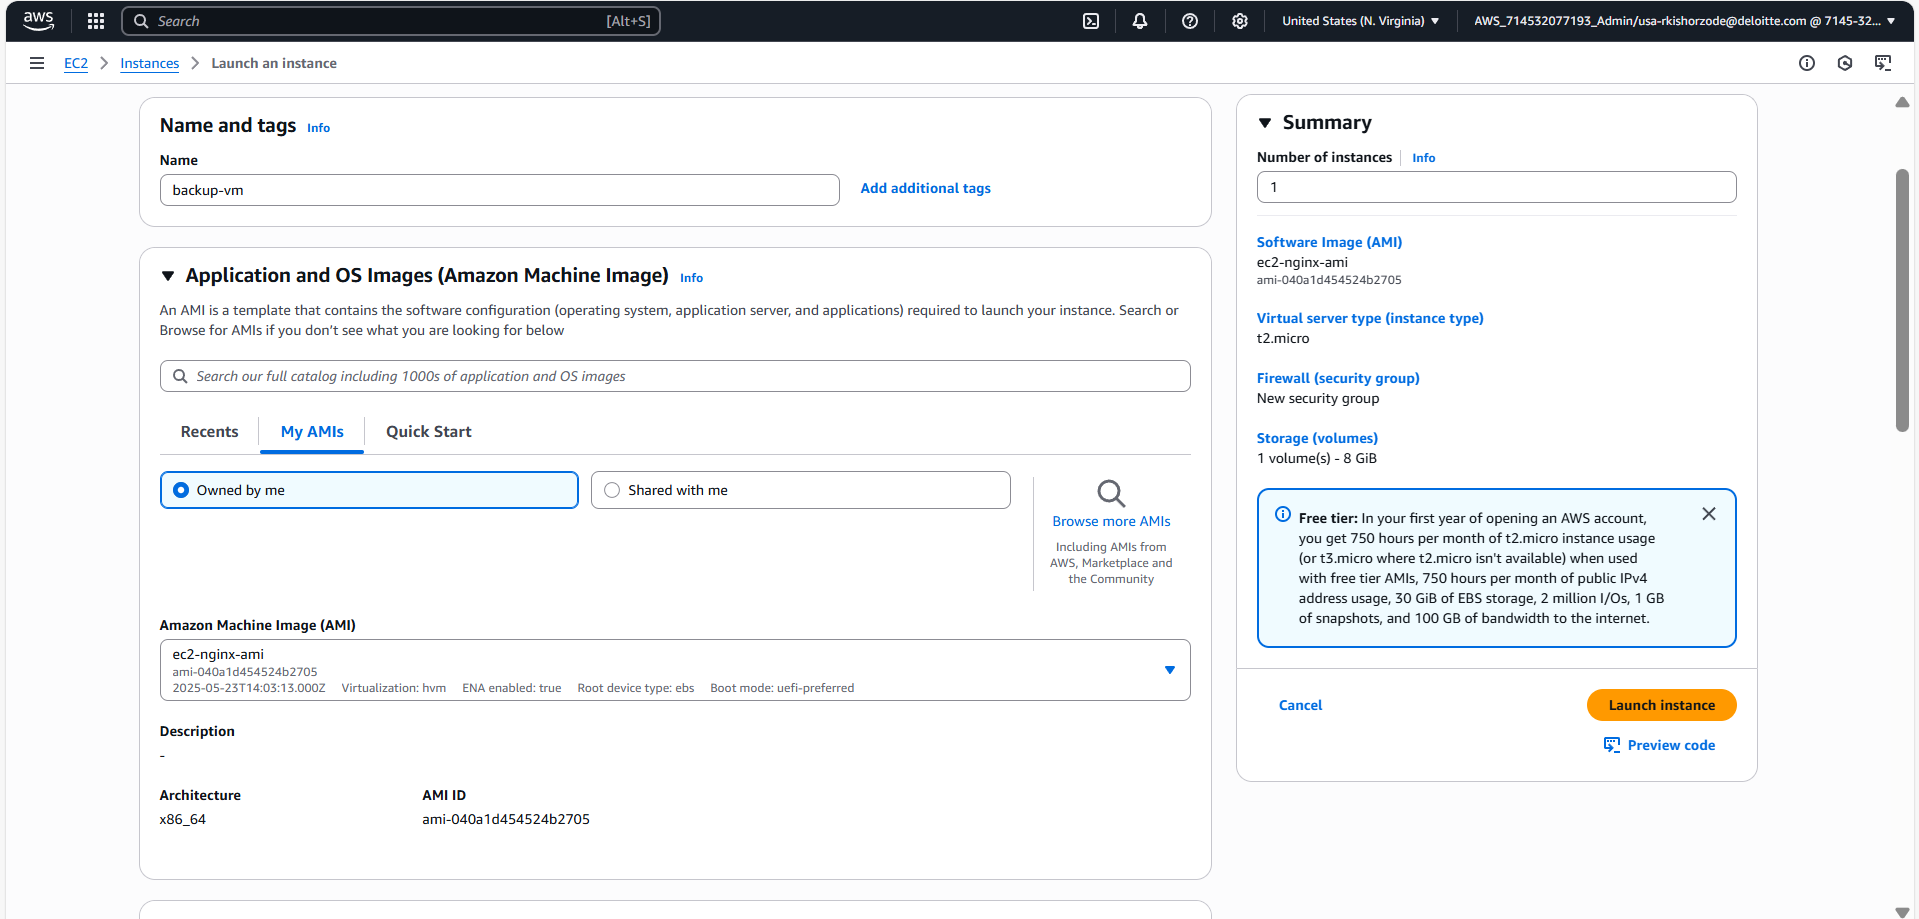 aws
Search
[Alt+S]
United States (N. Virginia)
AWS_714532077193_Admin/usa-rkishorzode@deloitte.com @ 7145-32...
EC2
Instances
Launch an instance
Name and tags Info
Name
backup-vm
Add additional tags
Application and OS Images (Amazon Machine Image) Info
An AMI is a template that contains the software configuration (operating system, application server, and applications) required to launch your instance. Search or
Browse for AMIs if you don't see what you are looking for below
Search our full catalog including 1000s of application and OS images
Recents
My AMIs
Quick Start
Owned by me
Shared with me
Browse more AMIs
Including AMIs from
AWS, Marketplace and
the Community
Amazon Machine Image (AMI)
ec2-nginx-ami
ami-040a1d454524b2705
2025-05-23T14:03:13.000Z Virtualization: hvm ENA enabled: true Root device type: ebs Boot mode: uefi-preferred
Description
-
Architecture
x86_64
AMI ID
ami-040a1d454524b2705
Summary
Number of instances Info
1
Software Image (AMI)
ec2-nginx-ami
ami-040a1d454524b2705
Virtual server type (instance type)
t2.micro
Firewall (security group)
New security group
Storage (volumes)
1 volume(s) - 8 GiB
Free tier: In your first year of opening an AWS account,
you get 750 hours per month of t2.micro instance usage
(or t3.micro where t2.micro isn't available) when used
with free tier AMIs, 750 hours per month of public IPv4
address usage, 30 GiB of EBS storage, 2 million I/Os, 1 GB
of snapshots, and 100 GB of bandwidth to the internet.
Cancel
Launch instance
Preview code